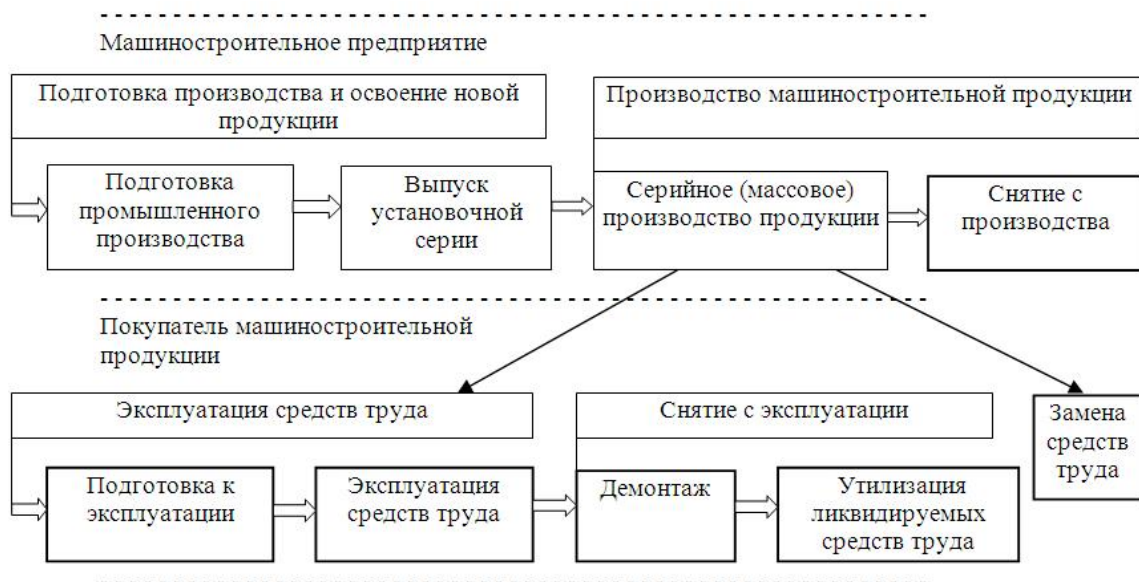 Машиностроительное предприятие
Подготовка производства и освоение новой
продукции
Производство машиностроительной продукции
Подготовка
промышленного
производства
Выпуск
установочной
серии
Серийное (массовое)
производство продукции
Снятие с
производства
Покупатель машиностроительной
продукции
Эксплуатация средств труда
Снятие с эксплуатации
Замена
средств
труда
Подготовка к
эксплуатации
Эксплуатация
средств труда
Демонтаж
Утилизация
ликвидируемых
средств труда